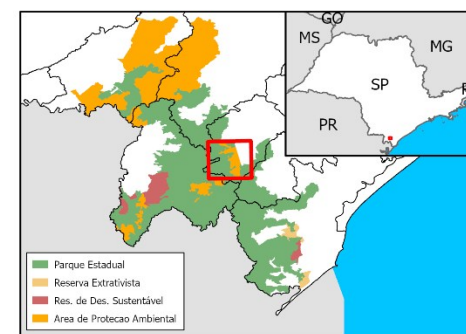 GO
MS
MG
SP
R
PR
Parque Estadual
Reserva Extrativista
Res. de Des. Sustentável
Area de Protecao Ambiental